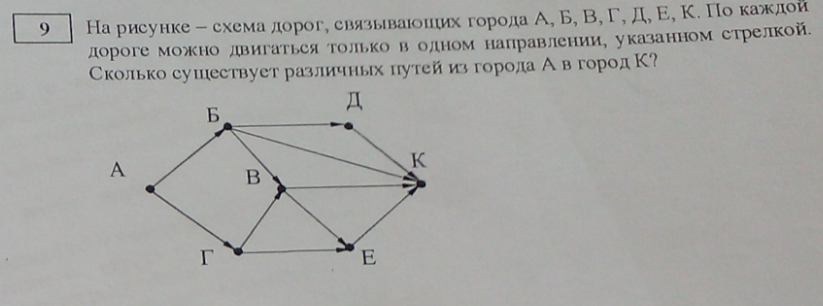 9 На рисунке – схема дорог, связывающих города А, Б, В, Г, Д, Е, К. По каждой
дороге можно двигаться только в одном направлении, указанном стрелкой.
Сколько существует различных путей из города А в город К?
Д
Б
К
А
В
Г
Е